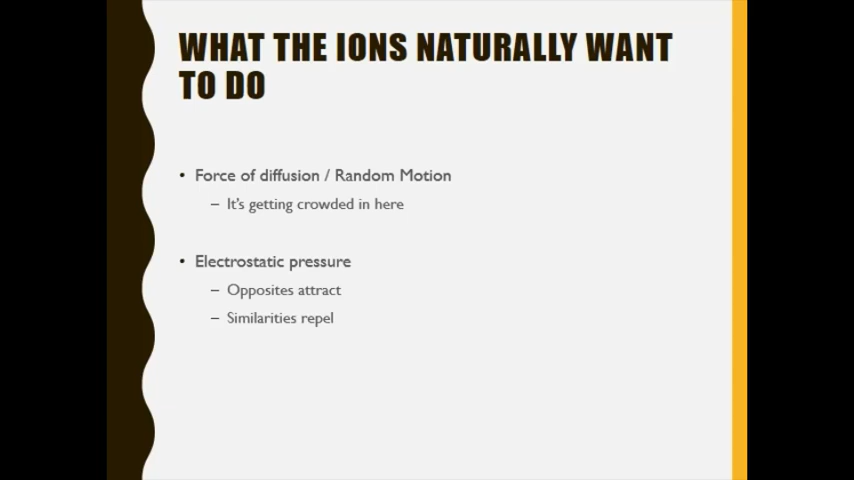 WHAT THE IONS NATURALLY WANT
TO DO
• Force of diffusion / Random Motion
– It's getting crowded in here
• Electrostatic pressure
– Opposites attract
– Similarities repel